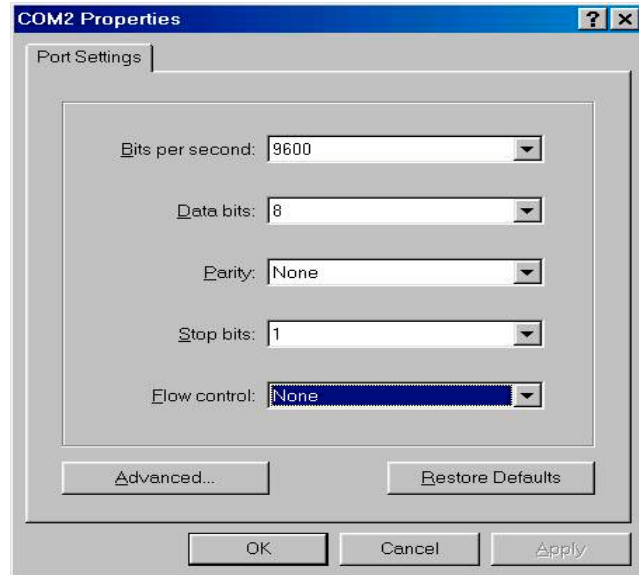 COM2 Properties
Port Settings
Bits per second: 9600
Data bits: 8
Parity: None
Stop bits: 1
Flow control: None
Advanced... Restore Defaults
OK Cancel Apply